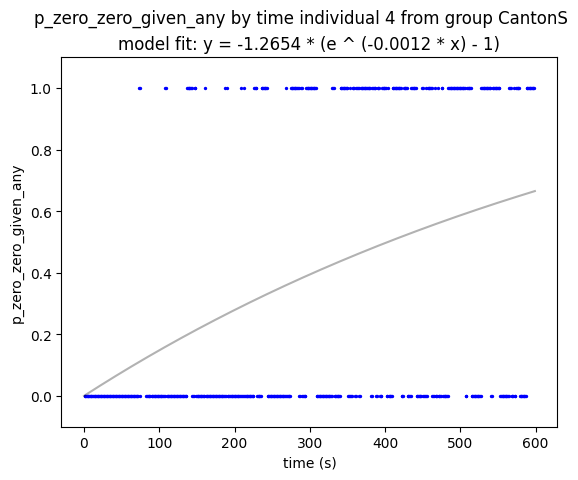 p_zero_zero_given_any by time individual 4 from group CantonS
model fit: y = -1.2654 * (e ^ (-0.0012 * x) - 1)
p_zero_zero_given_any
1.0
0.8
0.6
0.4
0.2
0.0
0 100 200 300 400 500 600
time (s)